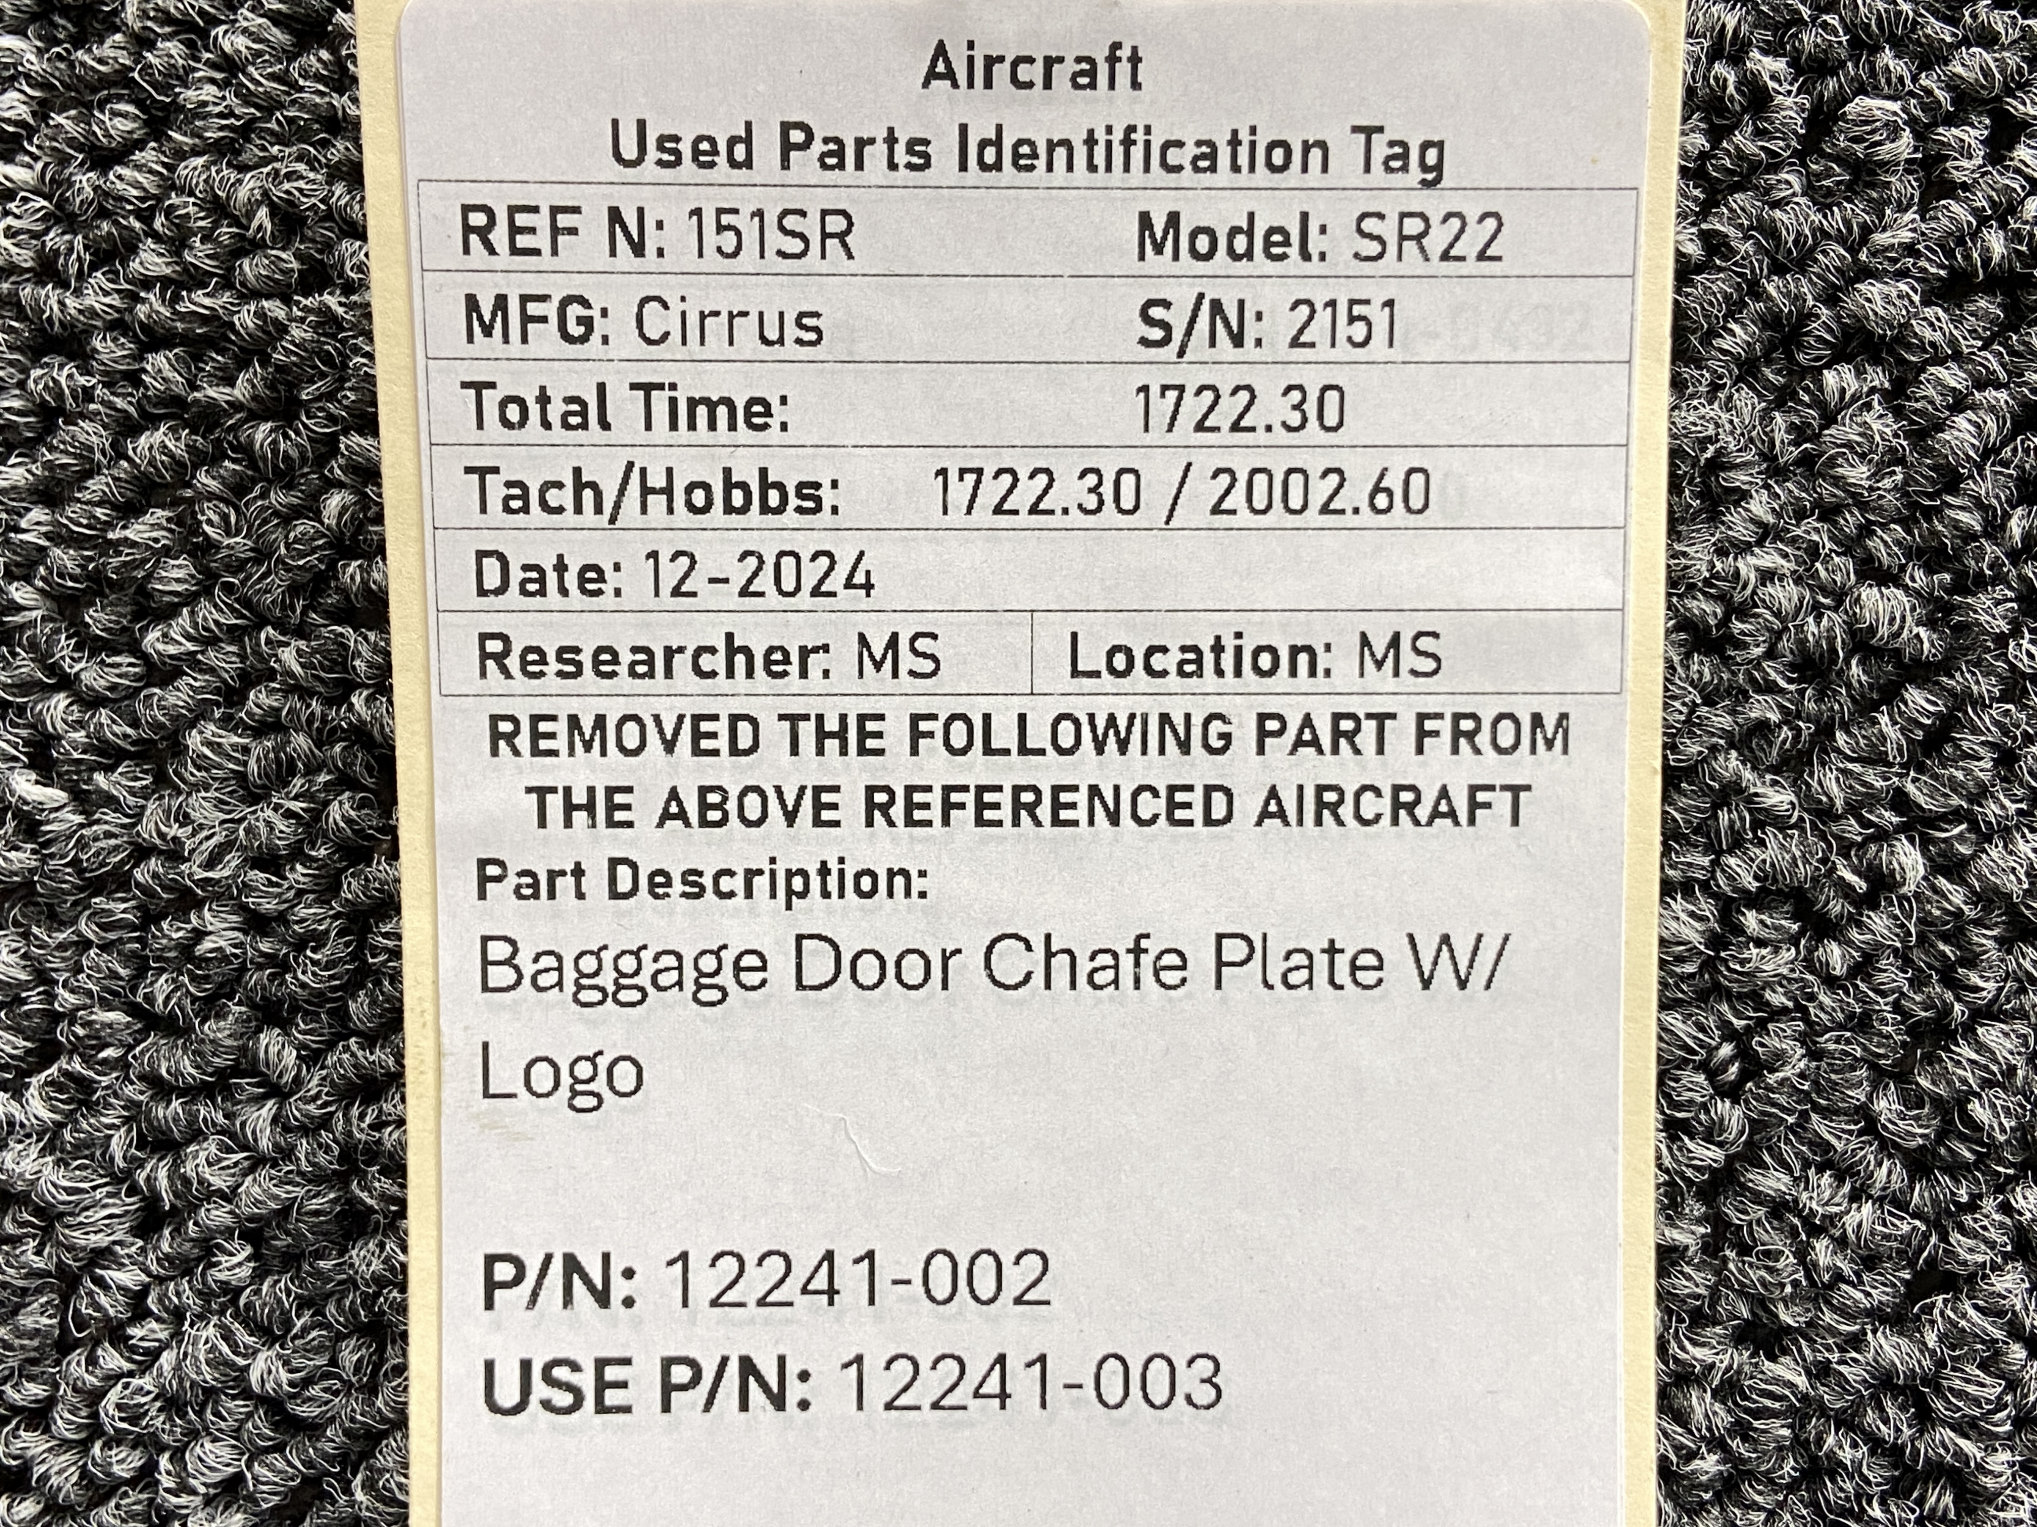 Aircraft
Used Parts Identification Tag
REF N: 151SR Model: SR22
MFG: Cirrus S/N: 2151
Total Time: 1722.30
Tach/Hobbs: 1722.30 / 2002.60
Date: 12-2024
Researcher: MS Location: MS
REMOVED THE FOLLOWING PART FROM
THE ABOVE REFERENCED AIRCRAFT
Part Description:
Baggage Door Chafe Plate W/
Logo
P/N: 12241-002
USE P/N: 12241-003